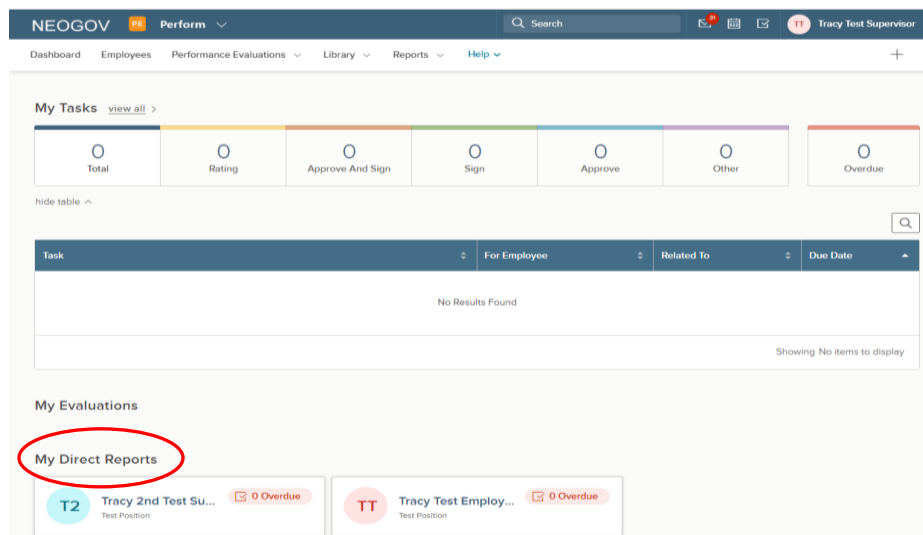 NEOGOV PE Perform Search 31 TT Tracy Test Supervisor
Dashboard Employees Performance Evaluations Library Reports Help
My Tasks view all
0 0 0 0 0 0 0
Total Rating Approve And Sign Sign Approve Other Overdue
hide table
Task For Employee Related To Due Date
No Results Found
Showing No items to display
My Evaluations
My Direct Reports
T2 Tracy 2nd Test Su... 0 Overdue TT Tracy Test Employ... 0 Overdue
Test Position Test Position